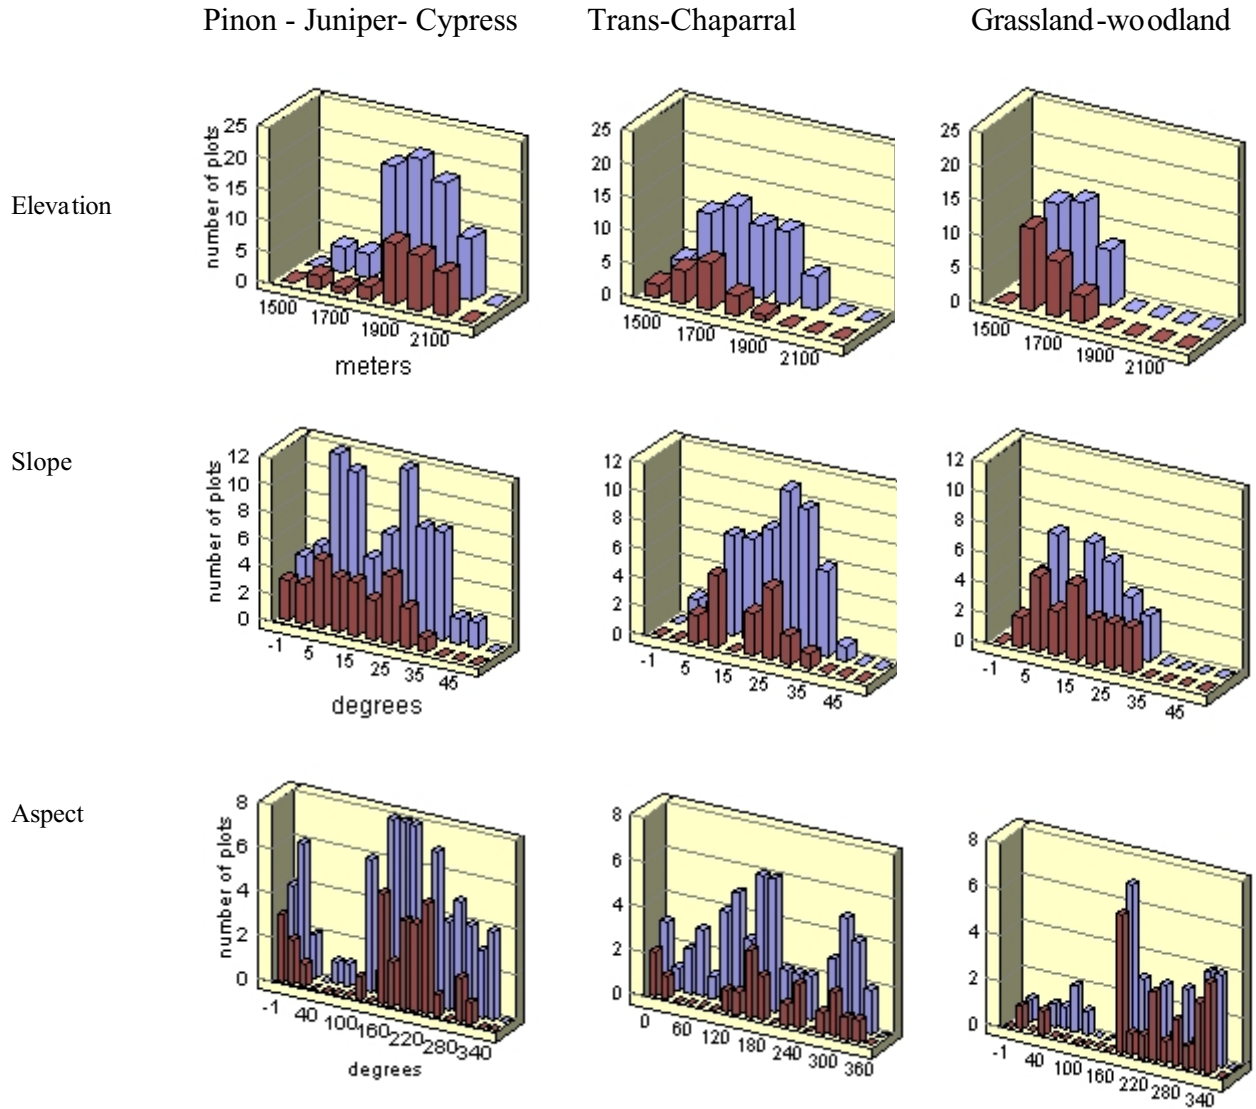 Pinon - Juniper- Cypress Trans-Chaparral Grassland-woodland
Elevation
number of plots
25
20
15
10
5
0
1500 1700 1900 2100
meters
25
20
15
10
5
0
1500 1700 1900 2100
25
20
15
10
5
0
1500 1700 1900 2100
Slope
number of plots
12
10
8
6
4
2
0
-1 5 15 25 35 45
degrees
12
10
8
6
4
2
0
-1 5 15 25 35 45
12
10
8
6
4
2
0
-1 5 15 25 35 45
Aspect
number of plots
8
6
4
2
0
-1 40 100 160 220 280 340
degrees
8
6
4
2
0
0 60 120 180 240 300 360
8
6
4
2
0
-1 40 100 160 220 280 340